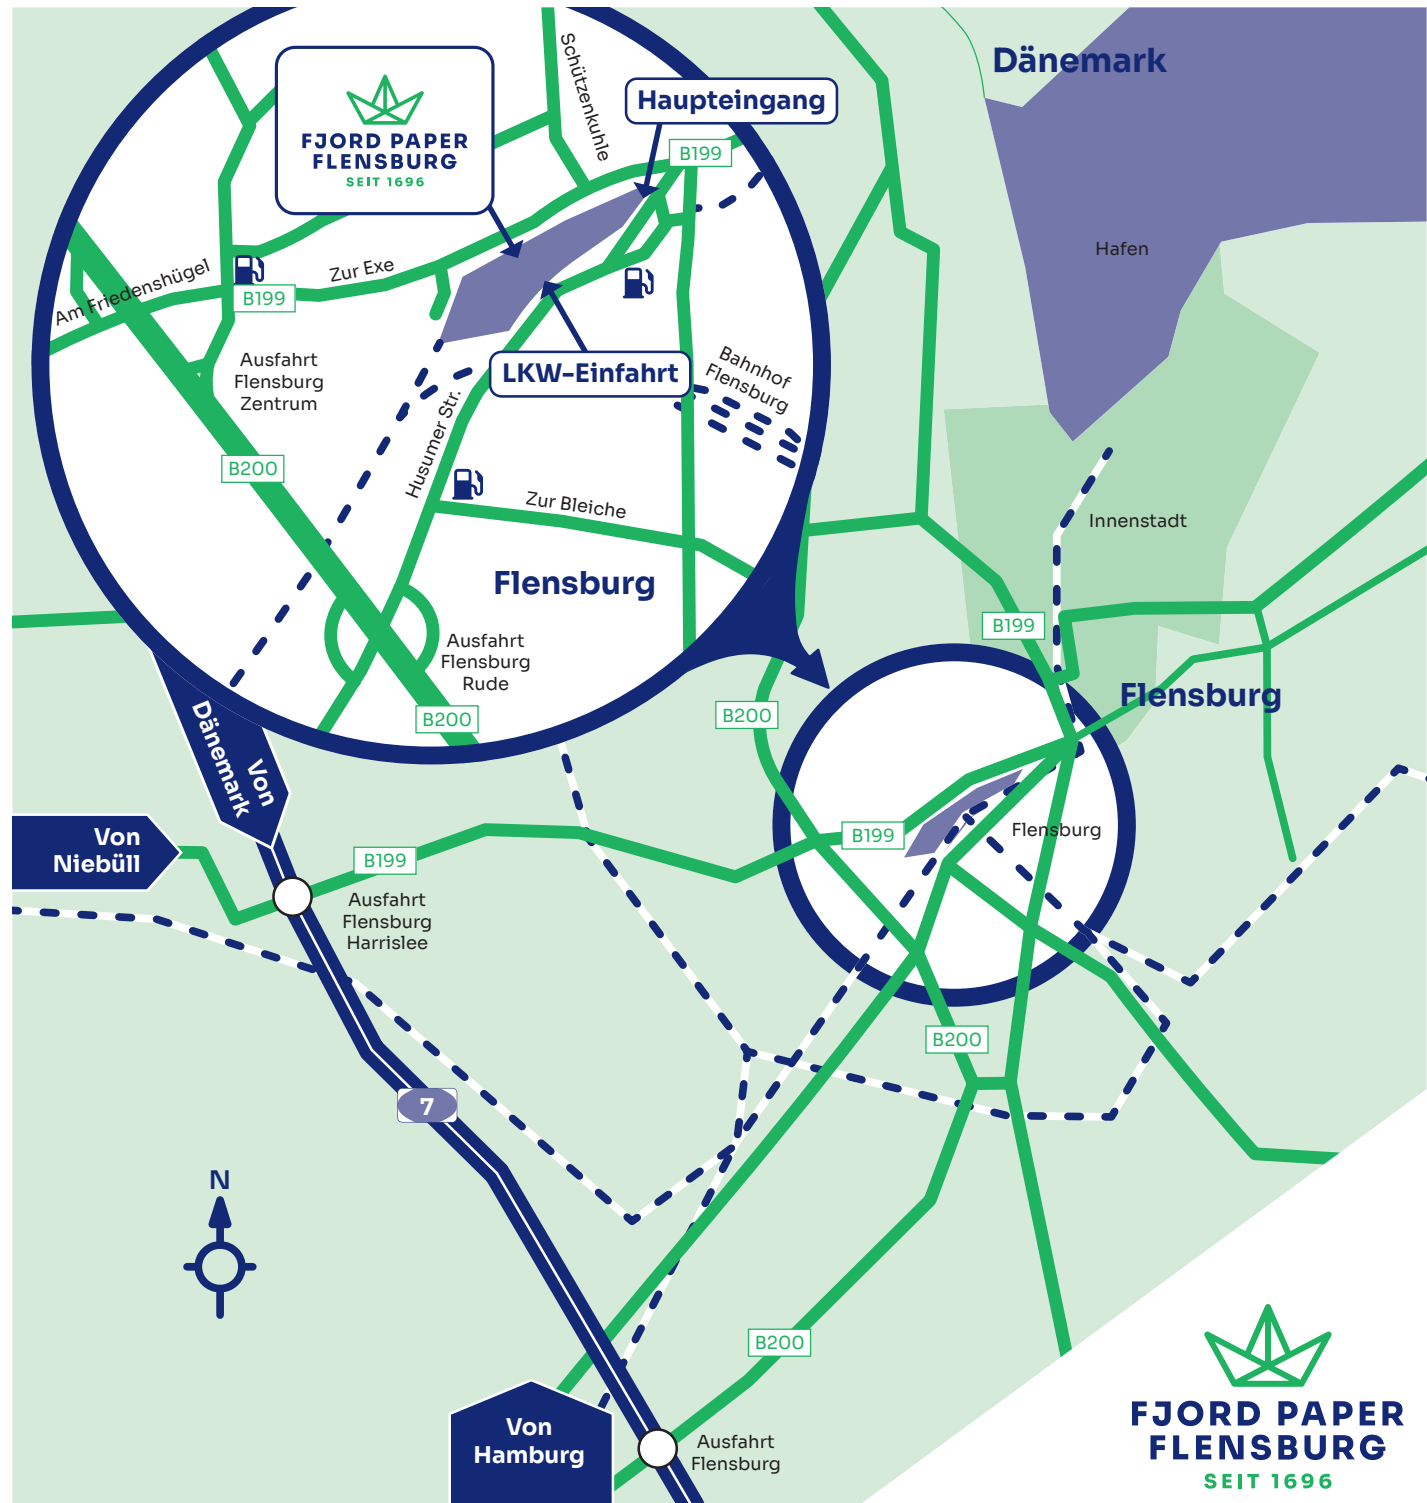 Dänemark
Schützenkuhle
Haupteingang
FJORD PAPER
FLENSBURG
SEIT 1696
B199
Hafen
Am Friedenshügel
Zur Exe
B199
Ausfahrt
Flensburg
Zentrum
LKW-Einfahrt
Bahnhof
Flensburg
Husumer Str.
B200
Zur Bleiche
Innenstadt
Flensburg
B199
Ausfahrt
Flensburg
Rude
Flensburg
B200
B200
Von
Dänemark
Von
Niebüll
B199
B199
Flensburg
Ausfahrt
Flensburg
Harrislee
B200
7
N
B200
Von
Hamburg
Ausfahrt
Flensburg
FJORD PAPER
FLENSBURG
SEIT 1696